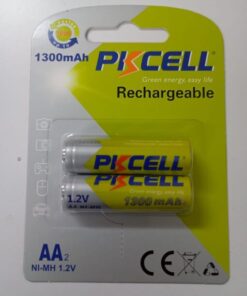 1300mAh
PKCELL
Green energy, easy life
Rechargeable
PKCELL
PKCELL
1.2V
1300 mAh
AA2
NI-MH 1.2V
CE